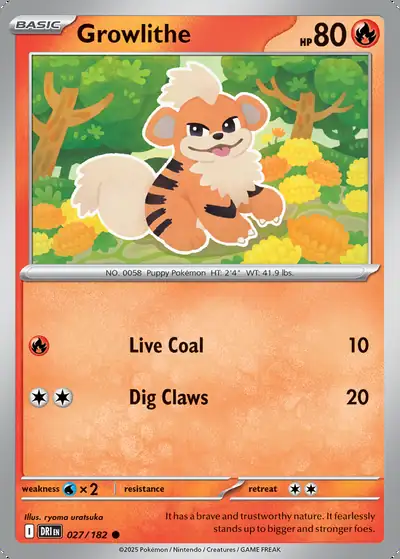 BASIC
Growlithe
HP 80
NO. 0058 Puppy Pokémon HT: 2'4" WT: 41.9 lbs.
Live Coal 10
Dig Claws 20
weakness ×2 resistance retreat
Illus. ryoma uratsuka
I DRI EN 027/182
It has a brave and trustworthy nature. It fearlessly
stands up to bigger and stronger foes.
©2025 Pokémon / Nintendo / Creatures / GAME FREAK